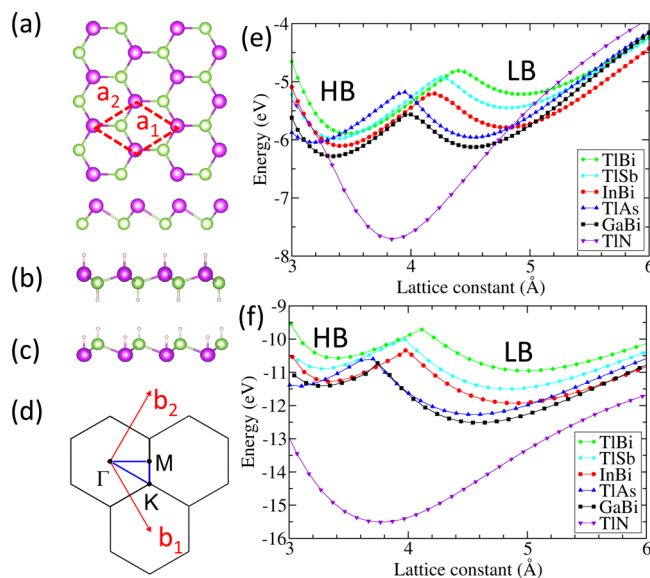 (a)
a₂
a₁
(b)
(c)
(d)
b₂
Γ
M
K
b₁
(e)
HB
LB
Energy (eV)
-4
-5
-6
-7
-8
3
4
5
6
Lattice constant (Å)
TlBi
TlSb
InBi
TlAs
GaBi
TlN
(f)
HB
LB
Energy (eV)
-9
-10
-11
-12
-13
-14
-15
-16
3
4
5
6
Lattice constant (Å)
TlBi
TlSb
InBi
TlAs
GaBi
TlN